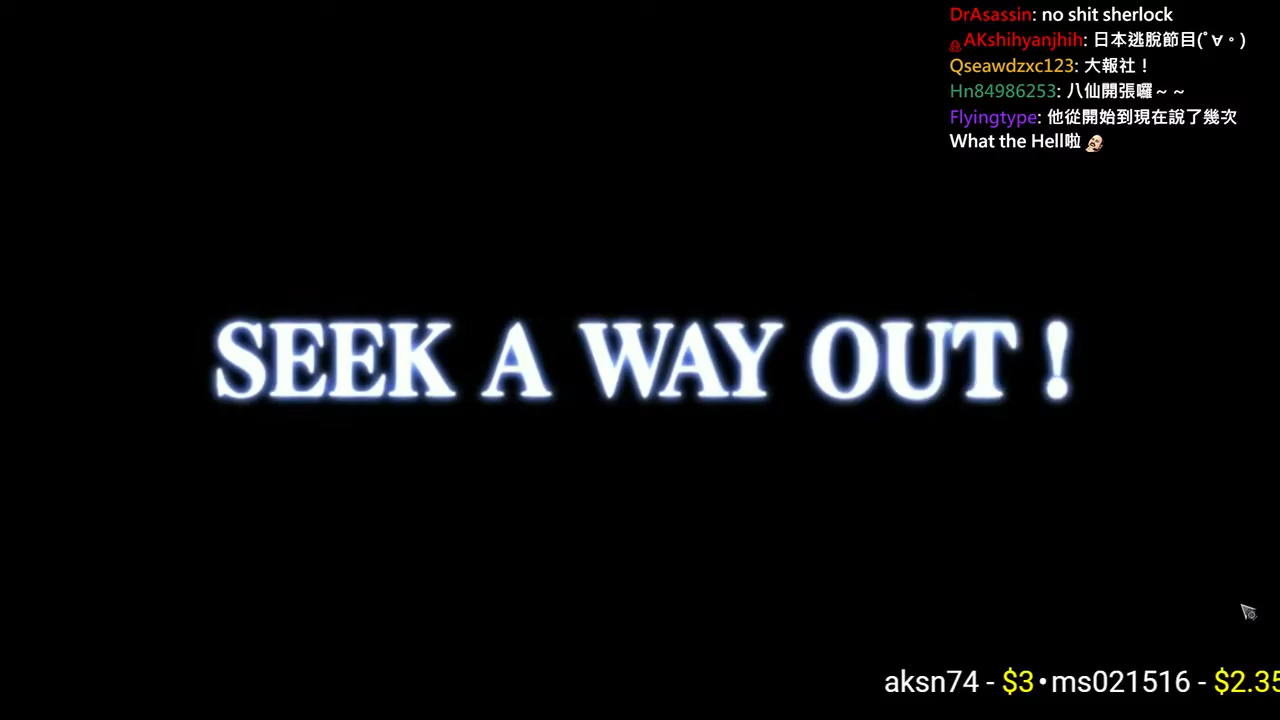 DrAsassin: no shit sherlock
AKshihyanjhih: 日本逃脫節目(ﾟ∀。)
Qseawdzxc123: 大報社！
Hn84986253: 八仙開張囉～～
Flyingtype: 他從開始到現在說了幾次
What the Hell啦
SEEK A WAY OUT !
aksn74 - $3•ms021516 - $2.35